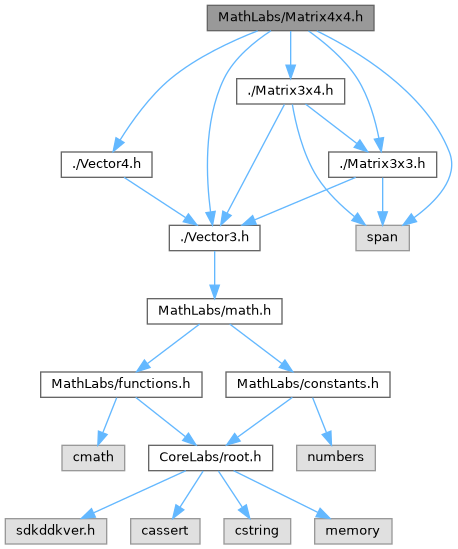 MathLabs/Matrix4x4.h
./Matrix3x4.h
./Vector4.h
./Matrix3x3.h
./Vector3.h
span
MathLabs/math.h
MathLabs/functions.h
MathLabs/constants.h
cmath
CoreLabs/root.h
numbers
sdkddkver.h
cassert
cstring
memory